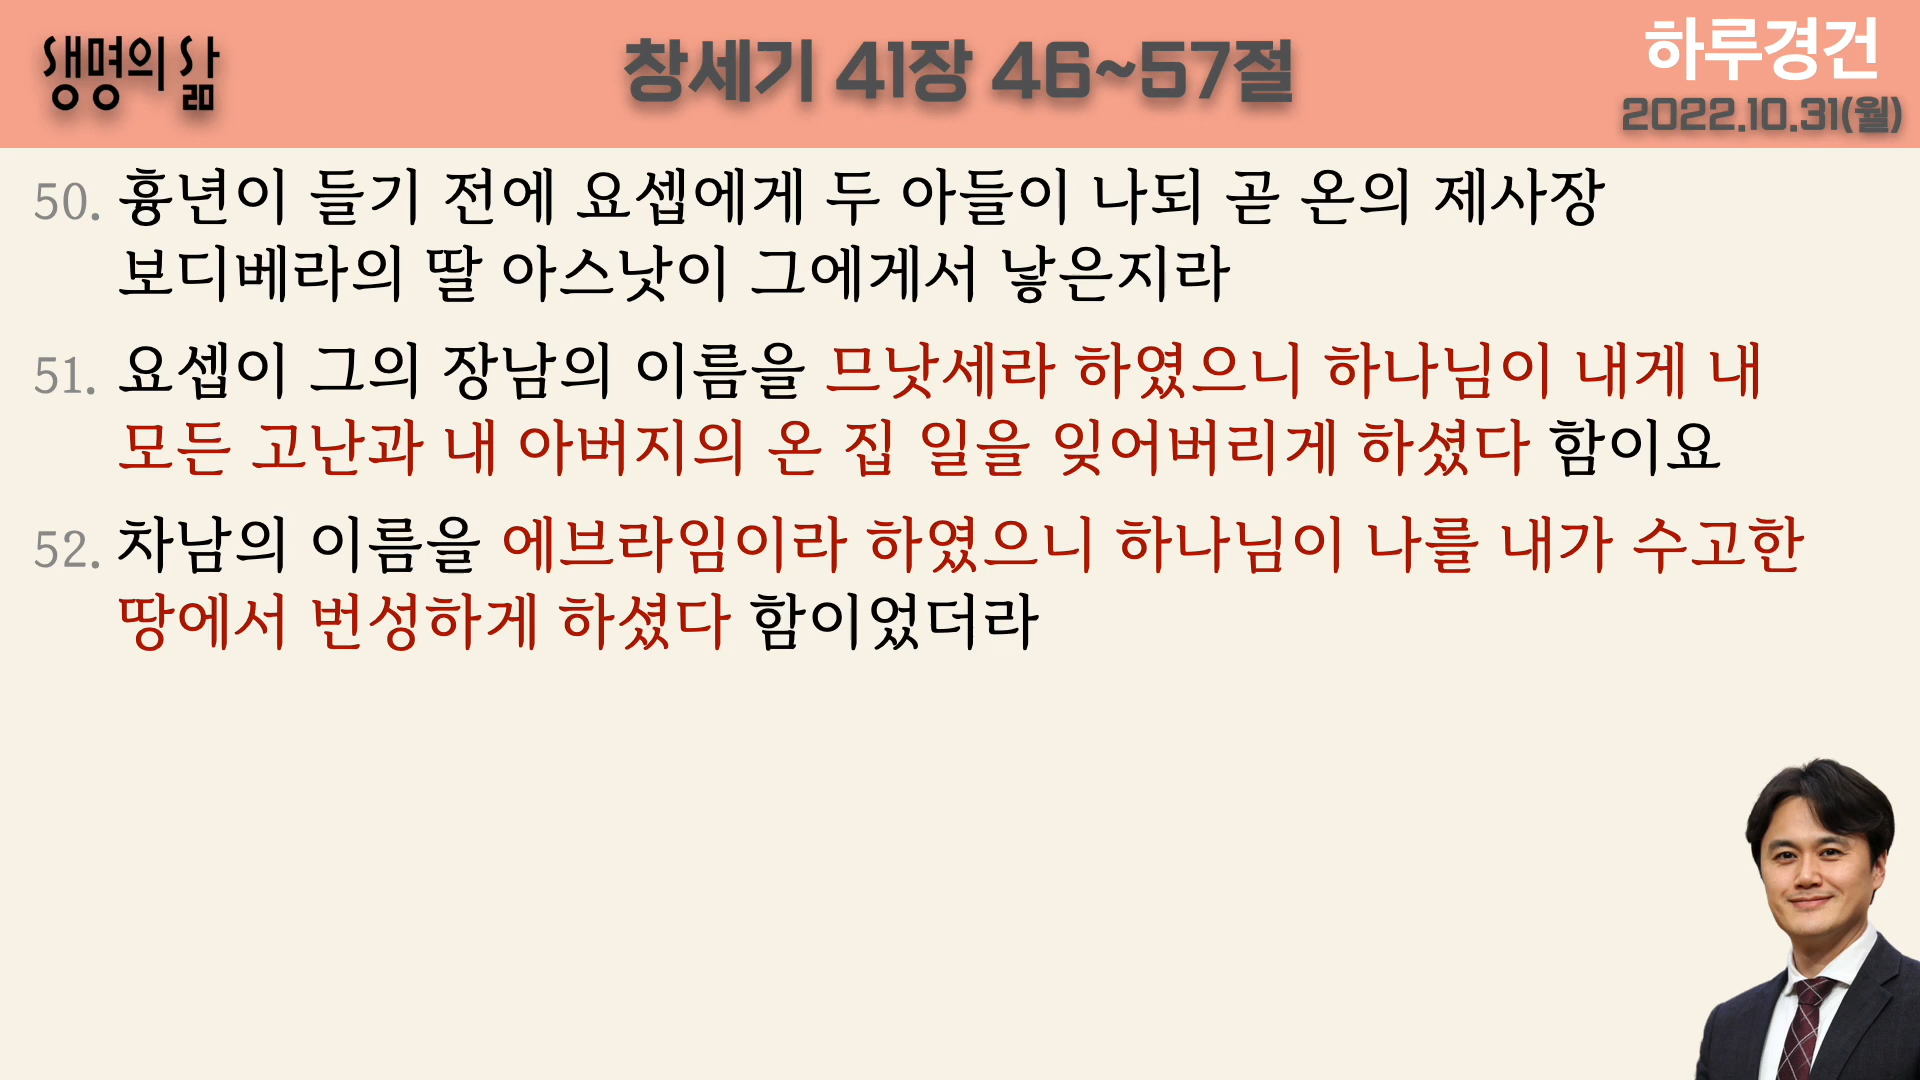 생명의 삶
창세기 41장 46~57절
하루경건
2022.10.31(월)
50. 흉년이 들기 전에 요셉에게 두 아들이 나되 곧 온의 제사장
보디베라의 딸 아스낫이 그에게서 낳은지라
51. 요셉이 그의 장남의 이름을 므낫세라 하였으니 하나님이 내게 내
모든 고난과 내 아버지의 온 집 일을 잊어버리게 하셨다 함이요
52. 차남의 이름을 에브라임이라 하였으니 하나님이 나를 내가 수고한
땅에서 번성하게 하셨다 함이었더라